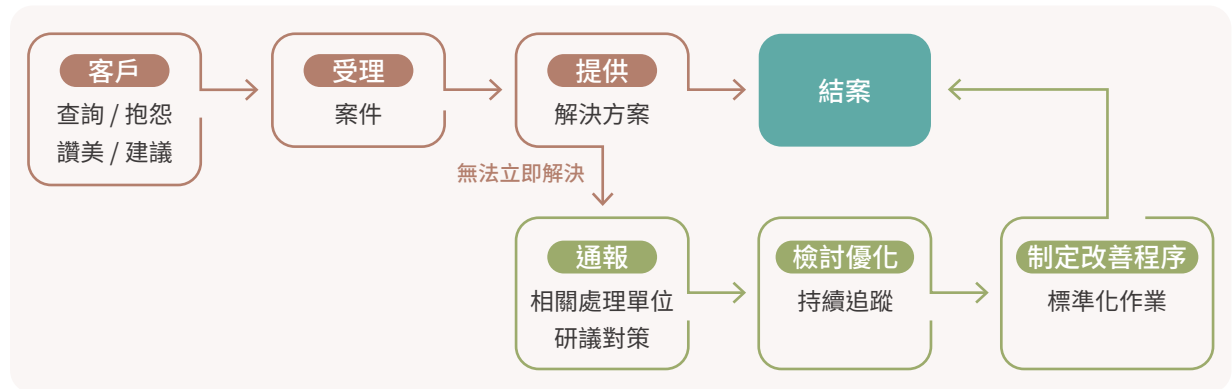 客戶
查詢 / 抱怨
讚美 / 建議
受理
案件
提供
解決方案
結案
無法立即解決
通報
相關處理單位
研議對策
檢討優化
持續追蹤
制定改善程序
標準化作業